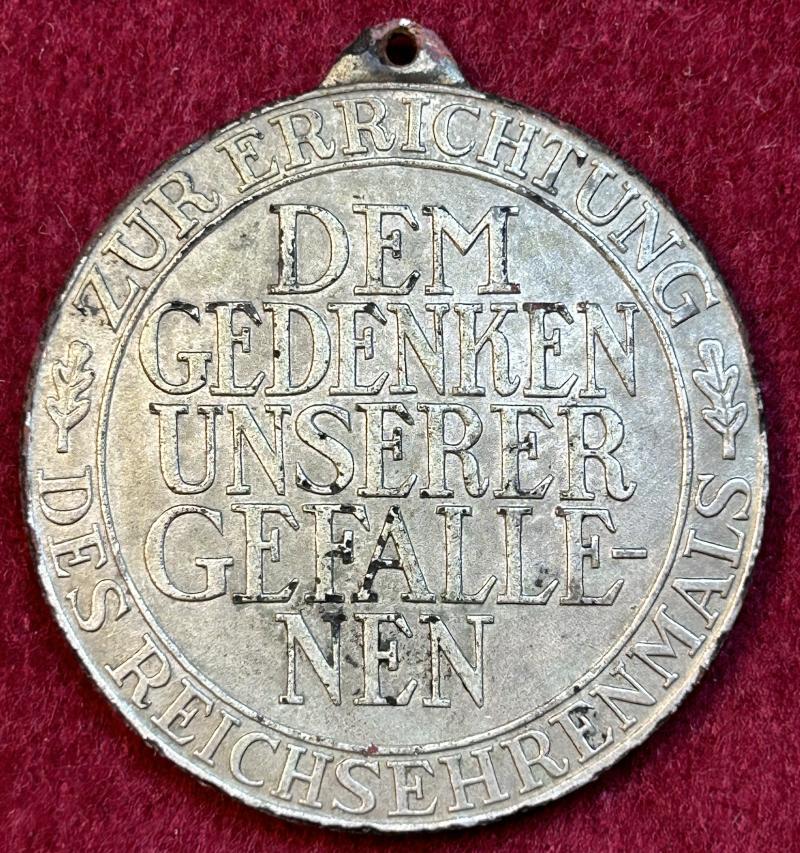 ZUR ERRICHTUNG
DES REICHSEHRENMALS
DEM
GEDENKEN
UNSERER
GEFALLE-
NEN